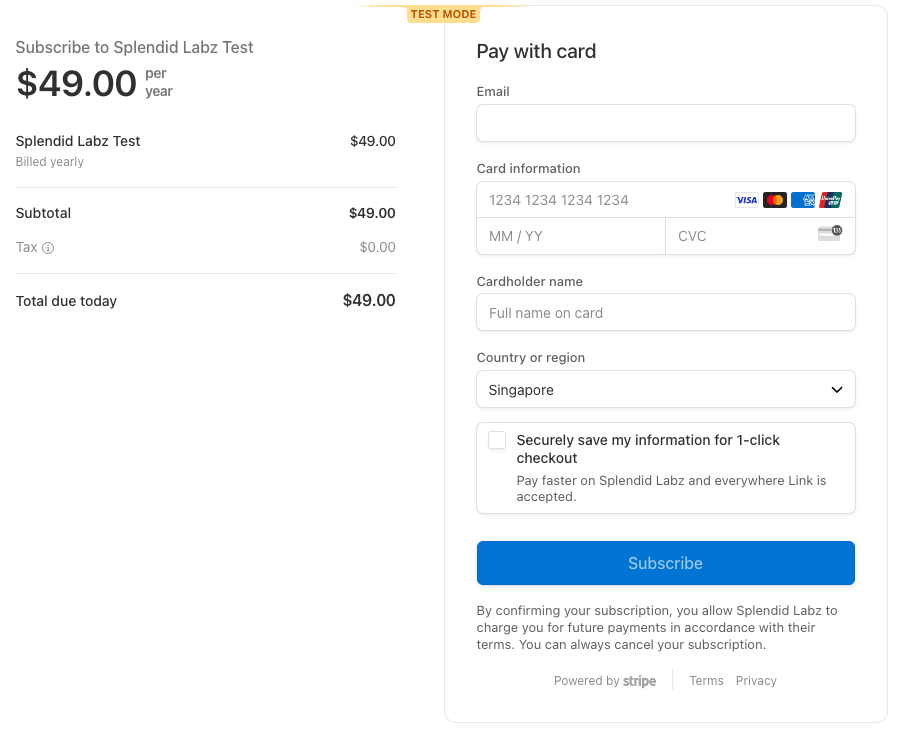 TEST MODE
Subscribe to Splendid Labz Test
$49.00 per
year
Splendid Labz Test $49.00
Billed yearly
Subtotal $49.00
Tax $0.00
Total due today $49.00
Pay with card
Email
Card information
1234 1234 1234 1234 VISA
MM / YY CVC
Cardholder name
Full name on card
Country or region
Singapore
Securely save my information for 1-click
checkout
Pay faster on Splendid Labz and everywhere Link is
accepted.
Subscribe
By confirming your subscription, you allow Splendid Labz to
charge you for future payments in accordance with their
terms. You can always cancel your subscription.
Powered by stripe Terms Privacy